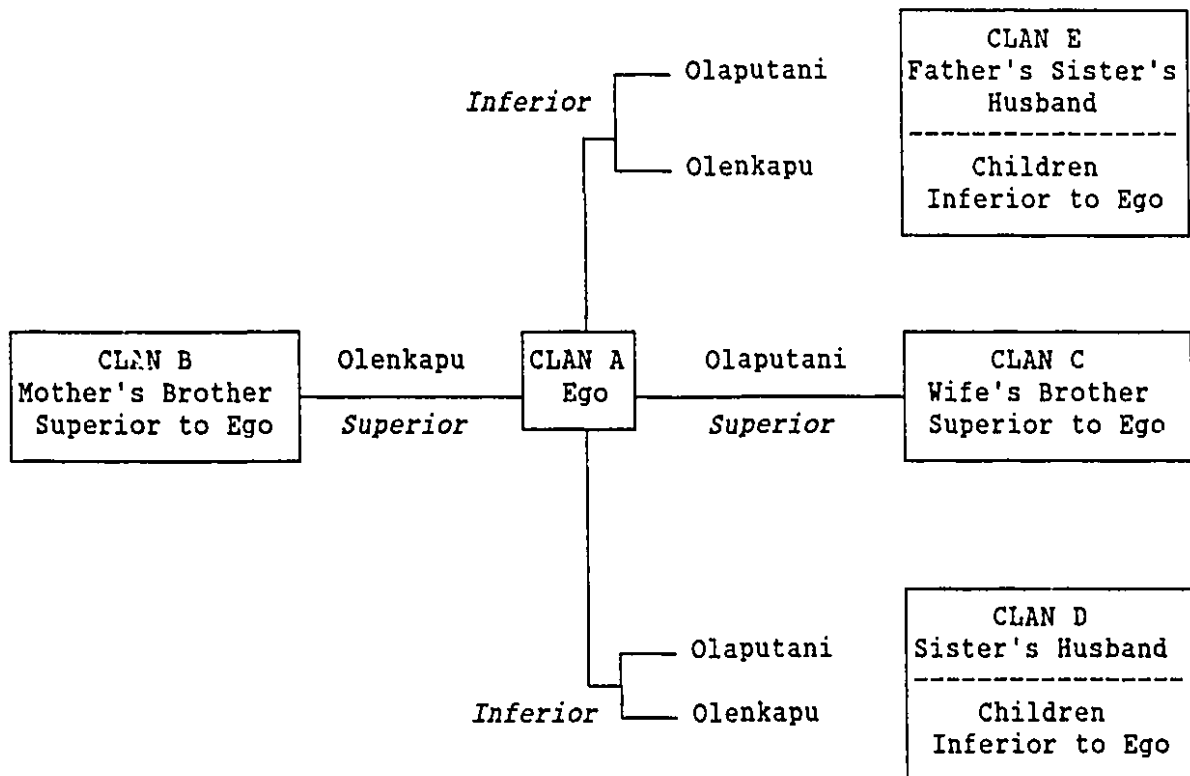 CLAN E
Father's Sister's
Husband
Children
Inferior to Ego
Olaputani
Inferior
Olenkapu
CLAN B
Mother's Brother
Superior to Ego
Olenkapu
Superior
CLAN A
Ego
Olaputani
Superior
CLAN C
Wife's Brother
Superior to Ego
Olaputani
Inferior
Olenkapu
CLAN D
Sister's Husband
Children
Inferior to Ego